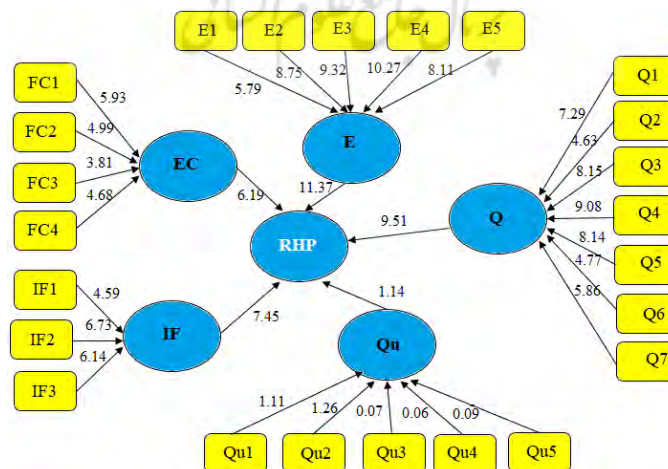 E1 E2 E3 E4 E5
5.79 8.75 9.32 10.27 8.11
FC1
FC2
FC3
FC4
5.93
4.99
3.81
4.68
EC
6.19
E
11.37
RHP
Q
9.51
Q1
Q2
Q3
Q4
Q5
Q6
Q7
7.29
4.63
8.15
9.08
8.14
4.77
5.86
IF1
IF2
IF3
4.59
6.73
6.14
IF
7.45
1.14
Qu
1.11 1.26 0.07 0.06 0.09
Qu1 Qu2 Qu3 Qu4 Qu5